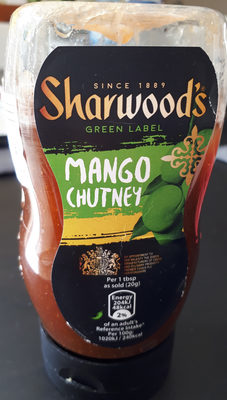 SINCE 1889
Sharwood's
GREEN LABEL
MANGO
CHUTNEY
Per 1 tbsp
as sold (20g)
Energy
204kJ
48kcal
2%
of an adult's
Reference Intake*
Per 100g:
1020kJ / 240kcal